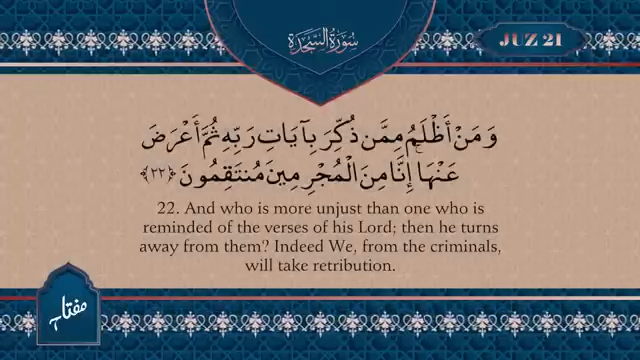 سُورَةُ السَّجْدَةِ
JUZ 21
وَمَنْ أَظْلَمُ مِمَّن ذُكِّرَ بِآيَاتِ رَبِّهِ ثُمَّ أَعْرَضَ
عَنْهَا ۚ إِنَّا مِنَ الْمُجْرِمِينَ مُنتَقِمُونَ ﴿٢٢﴾
22. And who is more unjust than one who is
reminded of the verses of his Lord; then he turns
away from them? Indeed We, from the criminals,
will take retribution.
مفتاح